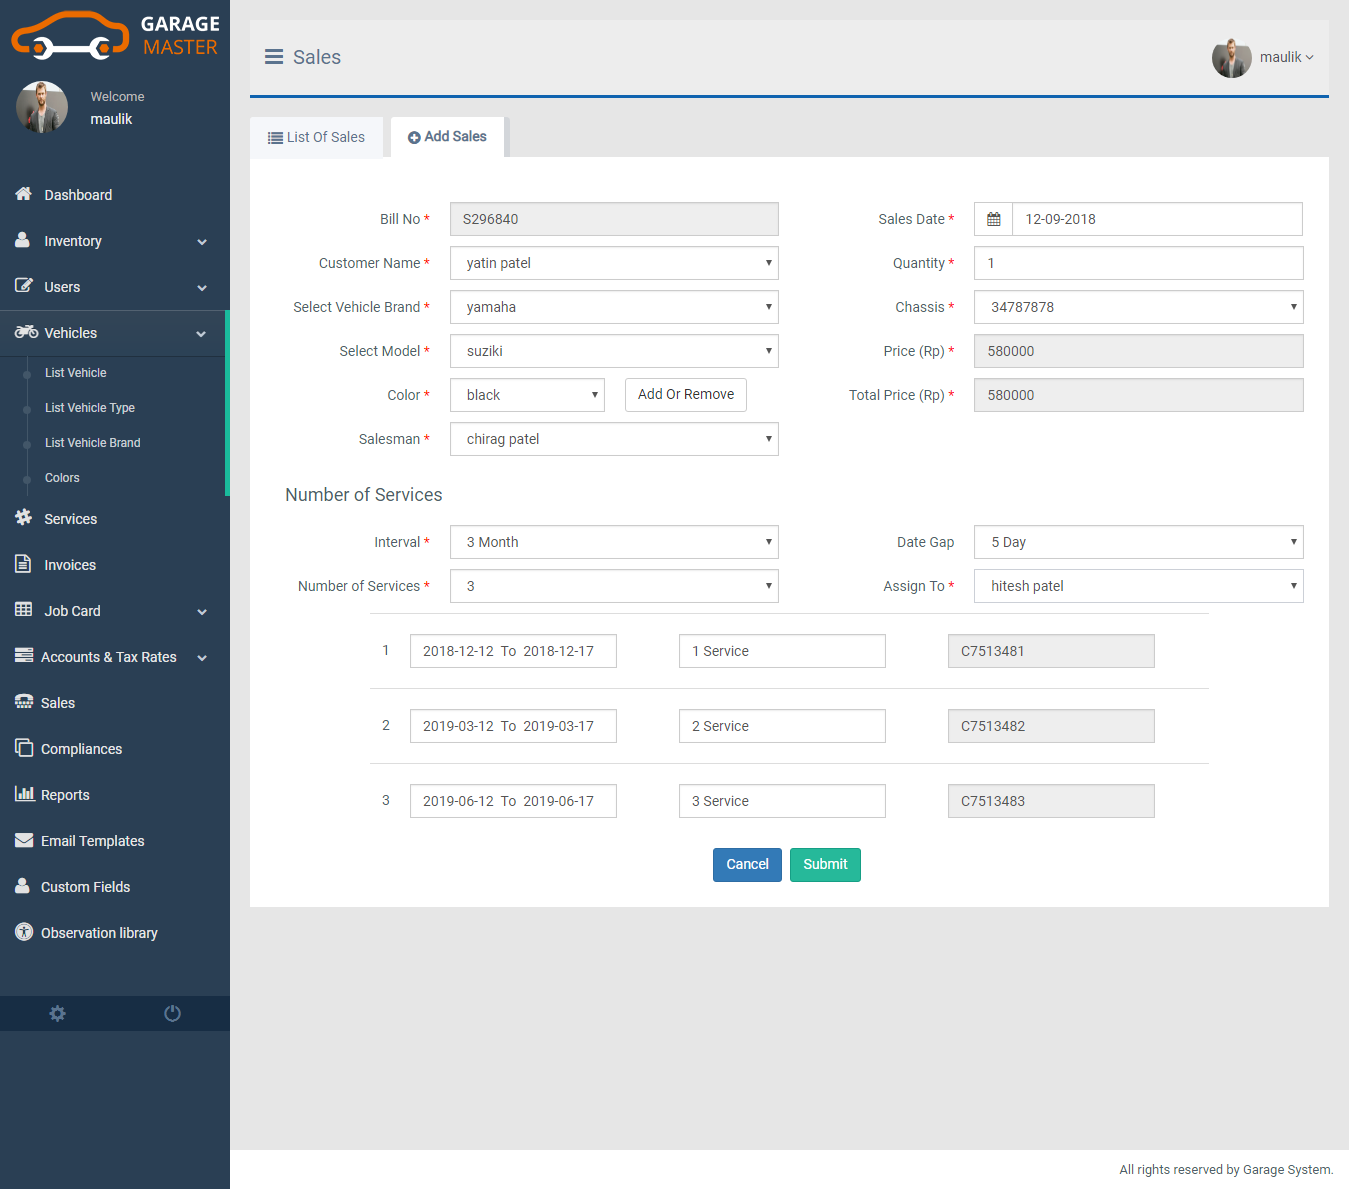 GARAGE
MASTER
Welcome
maulik
Dashboard
Inventory
Users
Vehicles
List Vehicle
List Vehicle Type
List Vehicle Brand
Colors
Services
Invoices
Job Card
Accounts & Tax Rates
Sales
Compliances
Reports
Email Templates
Custom Fields
Observation library
Sales
maulik
List Of Sales
Add Sales
Bill No * S296840
Sales Date * 12-09-2018
Customer Name * yatin patel
Quantity * 1
Select Vehicle Brand * yamaha
Chassis * 34787878
Select Model * suziki
Price (Rp) * 580000
Color * black Add Or Remove
Total Price (Rp) * 580000
Salesman * chirag patel
Number of Services
Interval * 3 Month
Date Gap 5 Day
Number of Services * 3
Assign To * hitesh patel
1 2018-12-12 To 2018-12-17 1 Service C7513481
2 2019-03-12 To 2019-03-17 2 Service C7513482
3 2019-06-12 To 2019-06-17 3 Service C7513483
Cancel Submit
All rights reserved by Garage System.